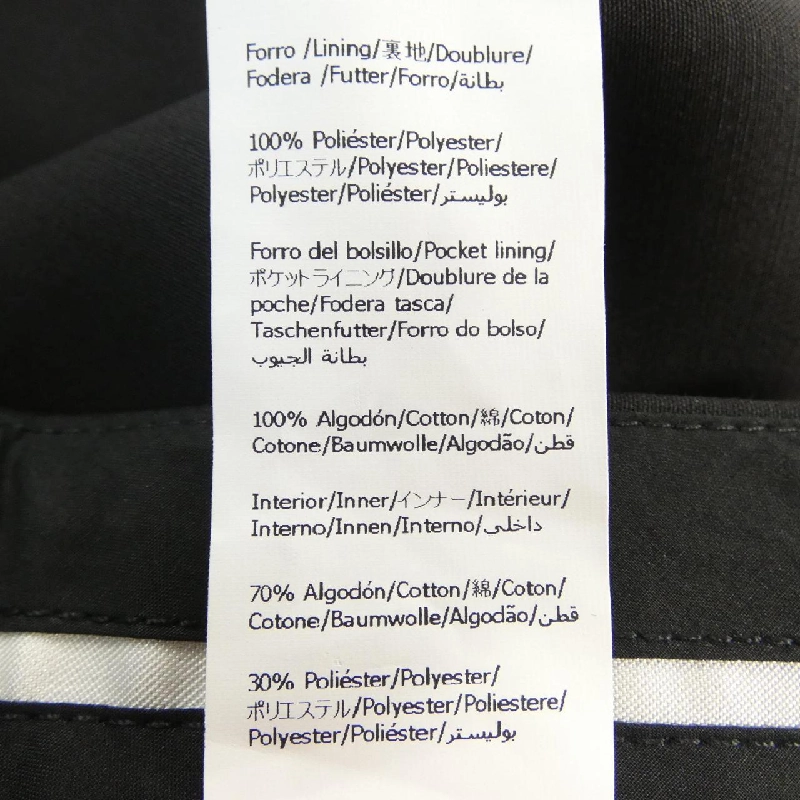 Forro /Lining/裏地/Doublure/
Fodera /Futter/Forro/بطانة
100% Poliéster/Polyester/
ポリエステル/Polyester/Poliestere/
Polyester/Poliéster/بوليستر
Forro del bolsillo/Pocket lining/
ポケットライニング/Doublure de la
poche/Fodera tasca/
Taschenfutter/Forro do bolso/
بطانة الجيوب
100% Algodón/Cotton/綿/Coton/
Cotone/Baumwolle/Algodão/قطن
Interior/Inner/インナー/Intérieur/
Interno/Innen/Interno/داخلى
70% Algodón/Cotton/綿/Coton/
Cotone/Baumwolle/Algodão/قطن
30% Poliéster/Polyester/
ポリエステル/Polyester/Poliestere/
Polyester/Poliéster/بوليستر